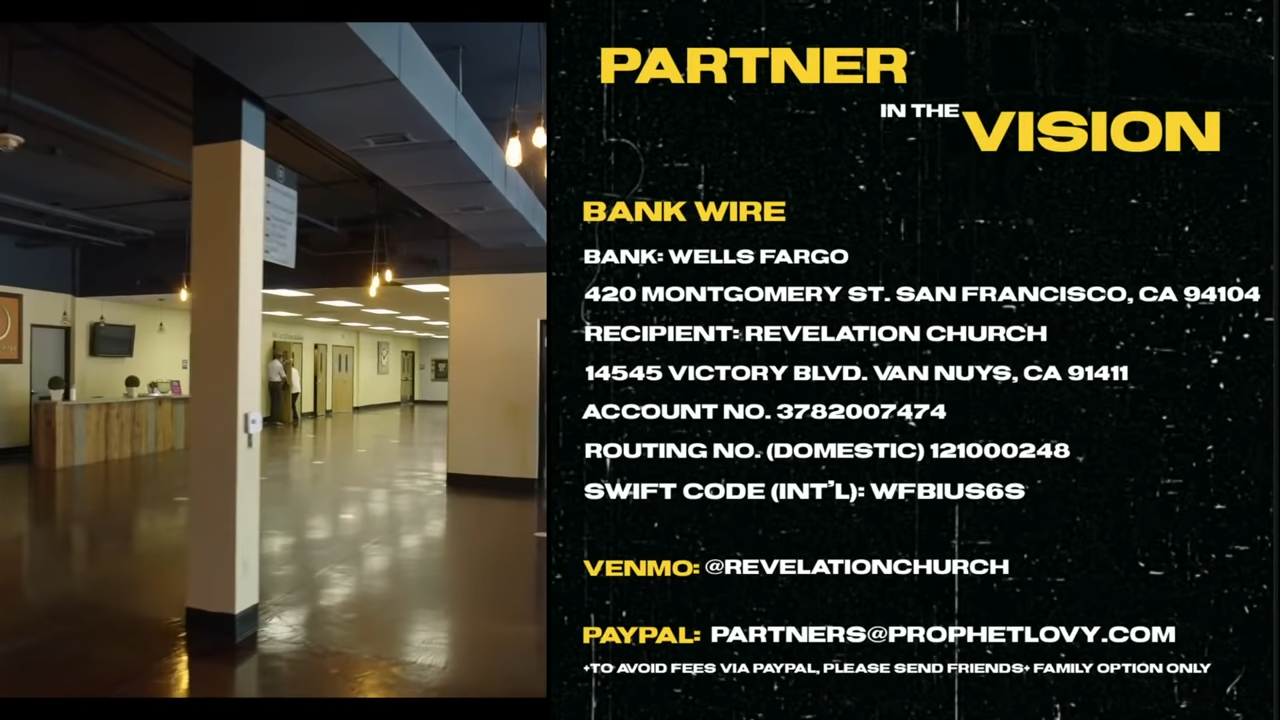 PARTNER
IN THE VISION
BANK WIRE
BANK: WELLS FARGO
420 MONTGOMERY ST. SAN FRANCISCO, CA 94104
RECIPIENT: REVELATION CHURCH
14545 VICTORY BLVD. VAN NUYS, CA 91411
ACCOUNT NO. 3782007474
ROUTING NO. (DOMESTIC) 121000248
SWIFT CODE (INT'L): WFBIUS6S
VENMO: @REVELATIONCHURCH
PAYPAL: PARTNERS@PROPHETLOVY.COM
+TO AVOID FEES VIA PAYPAL, PLEASE SEND FRIENDS+ FAMILY OPTION ONLY